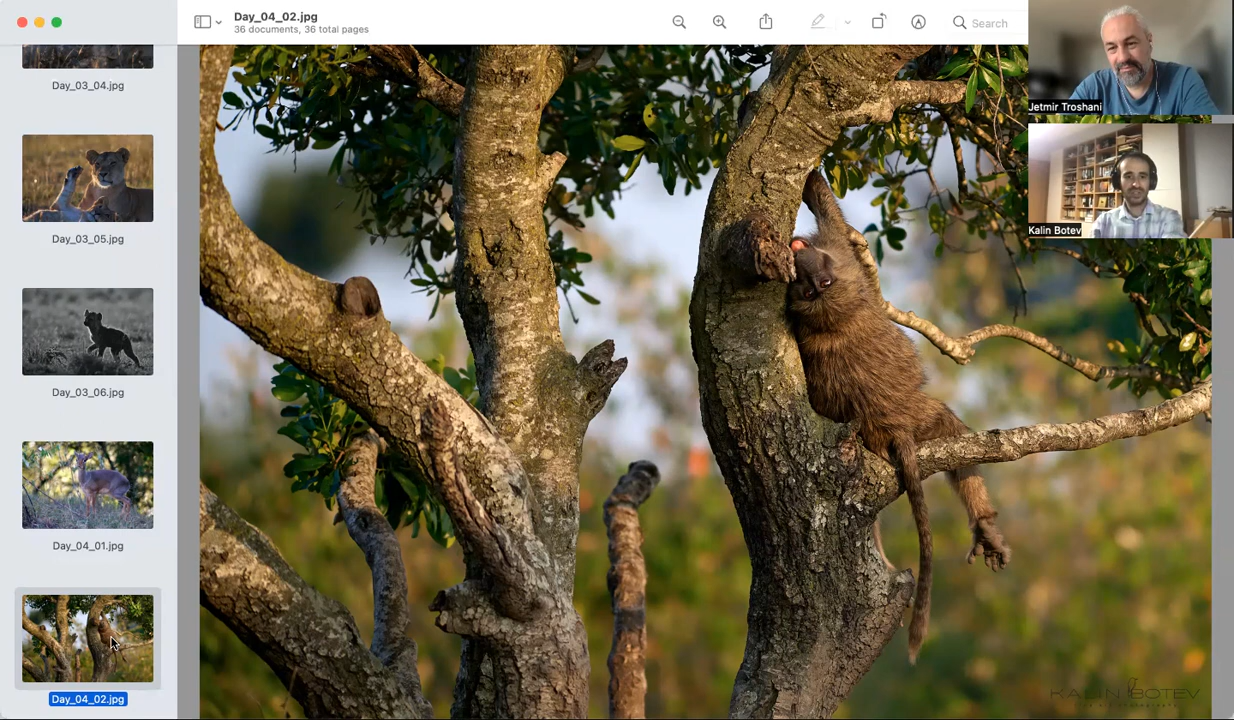 Day_04_02.jpg
36 documents, 36 total pages
Search
Jetmir Troshani
Kalin Botev
Day_03_04.jpg
Day_03_05.jpg
Day_03_06.jpg
Day_04_01.jpg
Day_04_02.jpg
KALIN BOTEV